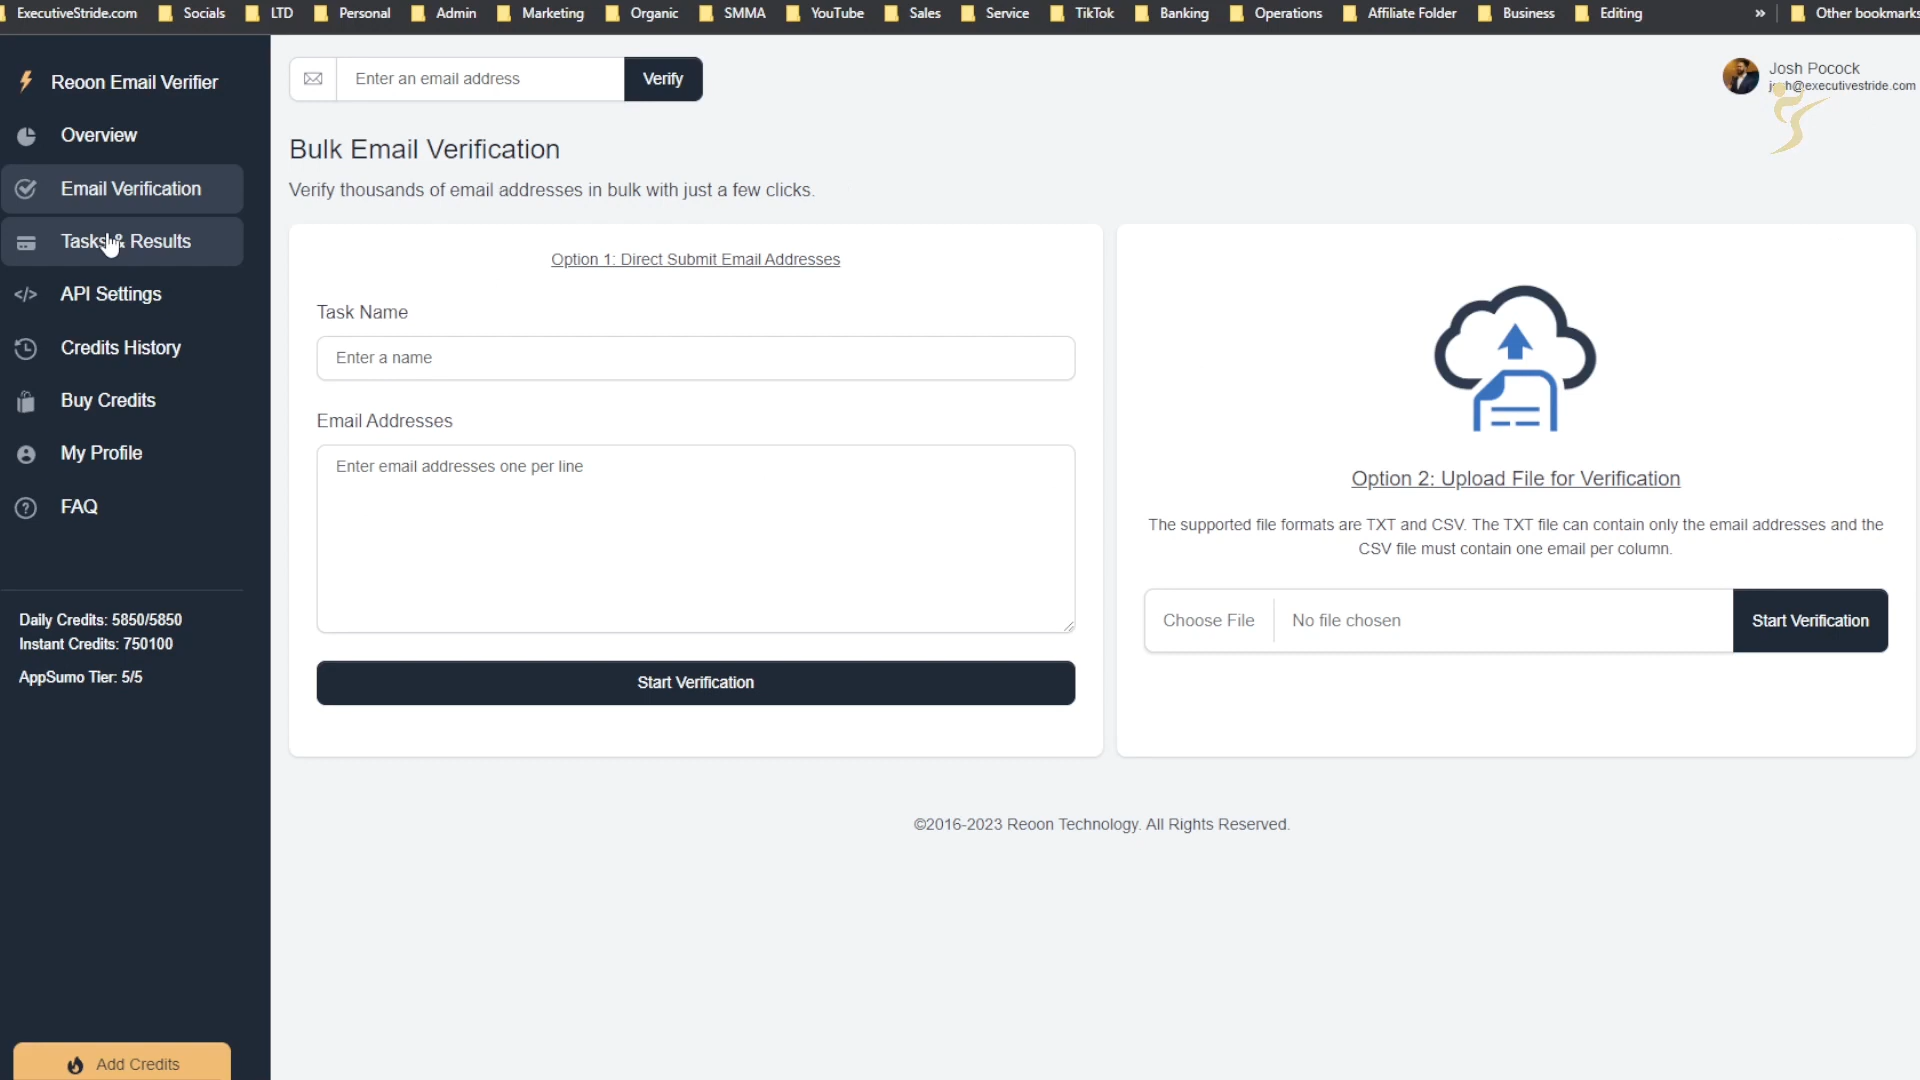 ExecutiveStride.com Socials LTD Personal Admin Marketing Organic SMMA YouTube Sales Service TikTok Banking Operations Affiliate Folder Business Editing » Other bookmarks
Reoon Email Verifier
Overview
Email Verification
Tasks & Results
API Settings
Credits History
Buy Credits
My Profile
FAQ
Daily Credits: 5850/5850
Instant Credits: 750100
AppSumo Tier: 5/5
Add Credits
Enter an email address
Verify
Josh Pocock
josh@executivestride.com
Bulk Email Verification
Verify thousands of email addresses in bulk with just a few clicks.
Option 1: Direct Submit Email Addresses
Task Name
Enter a name
Email Addresses
Enter email addresses one per line
Start Verification
Option 2: Upload File for Verification
The supported file formats are TXT and CSV. The TXT file can contain only the email addresses and the
CSV file must contain one email per column.
Choose File No file chosen
Start Verification
©2016-2023 Reoon Technology. All Rights Reserved.